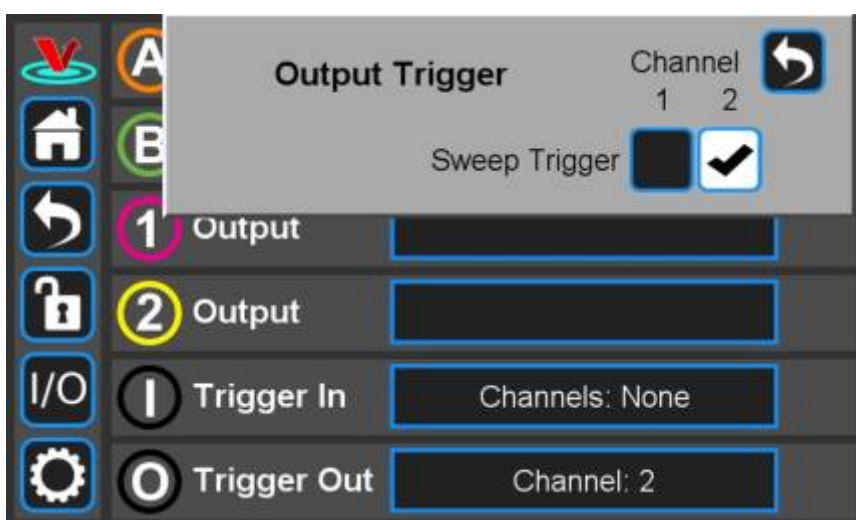 V
A
Output Trigger
Channel
1 2
B
Sweep Trigger
1 Output
2 Output
I/O
I Trigger In
Channels: None
O Trigger Out
Channel: 2